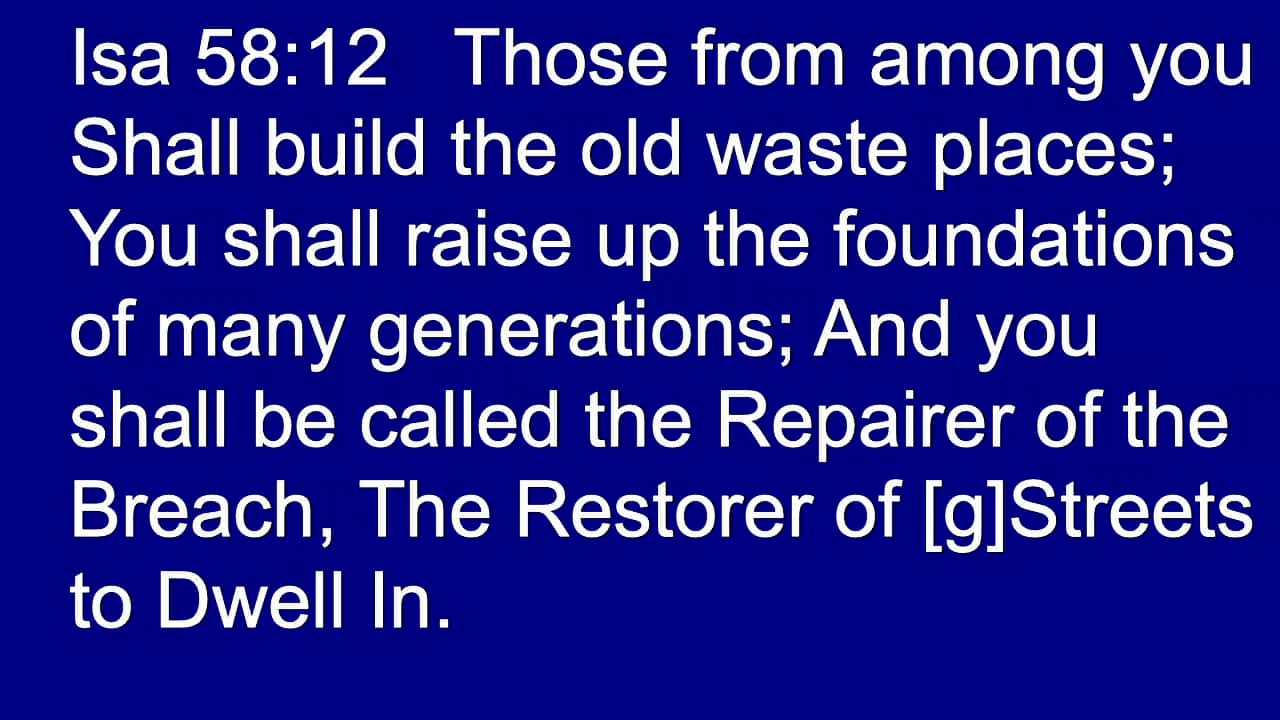 Isa 58:12   Those from among you
Shall build the old waste places;
You shall raise up the foundations
of many generations; And you
shall be called the Repairer of the
Breach, The Restorer of [g]Streets
to Dwell In.